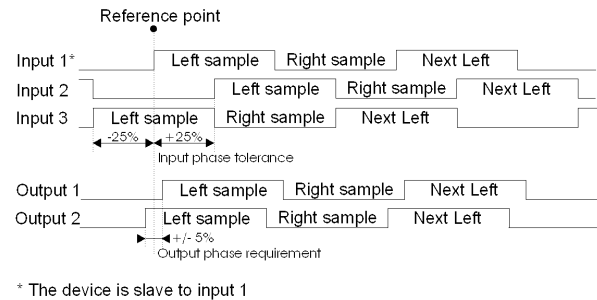 Reference point
Input 1* Left sample Right sample Next Left
Input 2 Left sample Right sample Next Left
Input 3 Left sample Right sample Next Left
-25% +25%
Input phase tolerance
Output 1 Left sample Right sample Next Left
Output 2 Left sample Right sample Next Left
+/- 5%
Output phase requirement
* The device is slave to input 1